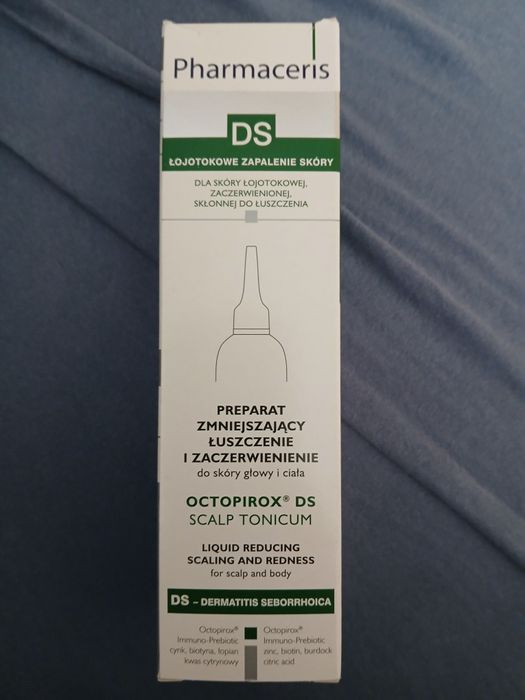 Pharmaceris
DS
ŁOJOTOKOWE ZAPALENIE SKÓRY
DLA SKÓRY ŁOJOTOKOWEJ,
ZACZERWIENIONEJ,
SKŁONNEJ DO ŁUSZCZENIA
PREPARAT
ZMNIEJSZAJĄCY
ŁUSZCZENIE
I ZACZERWIENIENIE
do skóry głowy i ciała
OCTOPIROX® DS
SCALP TONICUM
LIQUID REDUCING
SCALING AND REDNESS
for scalp and body
DS – DERMATITIS SEBORRHOICA
Octopirox®
Immuno-Prebiotic
cynk, biotyna, łopian
kwas cytrynowy
Octopirox®
Immuno-Prebiotic
zinc, biotin, burdock
citric acid